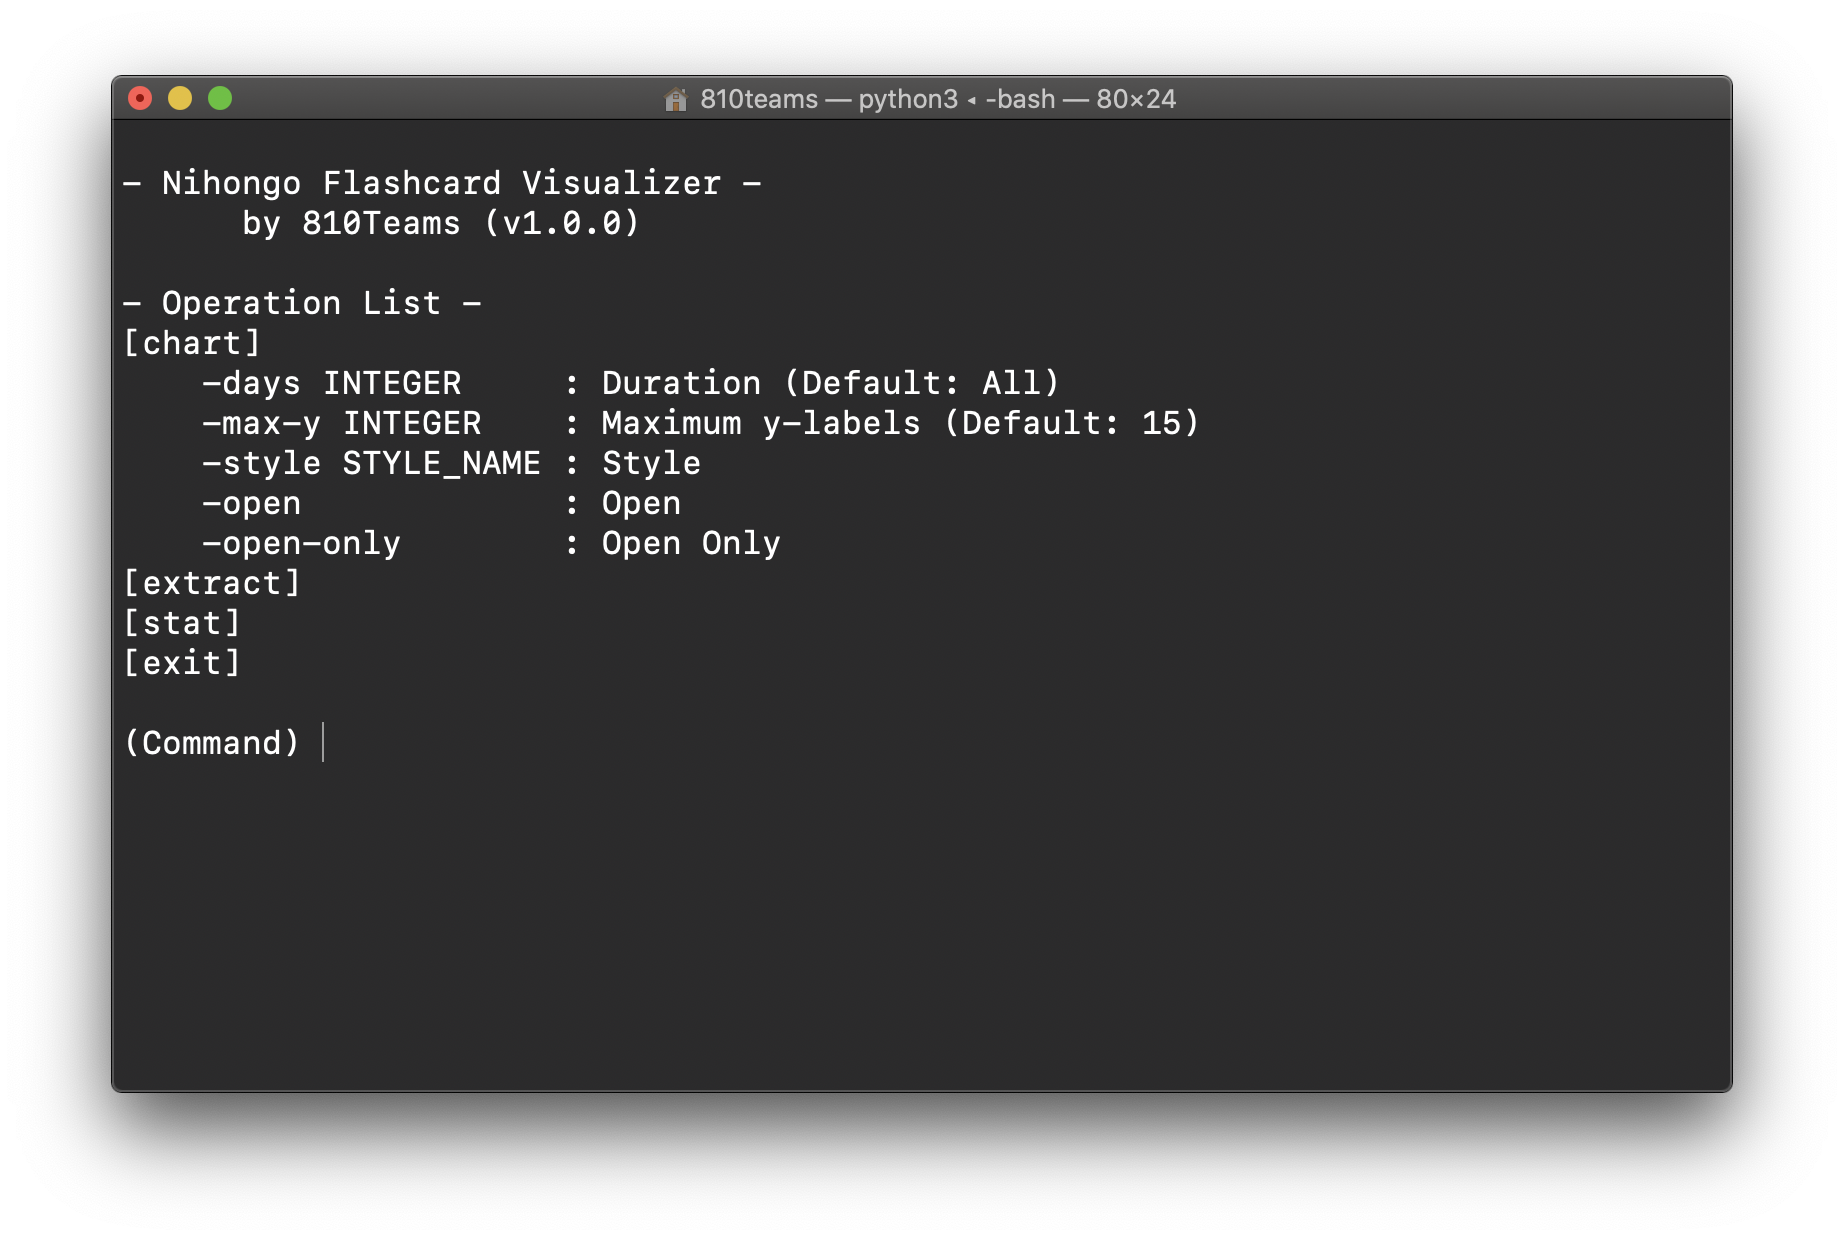 810teams — python3 ◂ -bash — 80×24
- Nihongo Flashcard Visualizer -
by 810Teams (v1.0.0)
- Operation List -
[chart]
-days INTEGER : Duration (Default: All)
-max-y INTEGER : Maximum y-labels (Default: 15)
-style STYLE_NAME : Style
-open : Open
-open-only : Open Only
[extract]
[stat]
[exit]
(Command)